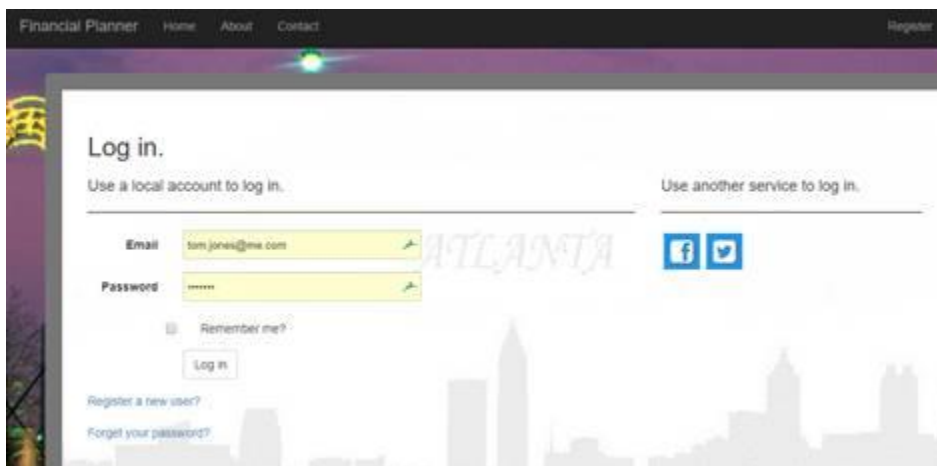 Financial Planner Home About Contact Register
Log in.
Use a local account to log in.
Use another service to log in.
Email tom.jones@me.com
ATLANTA
Password •••••••
Remember me?
Log in
Register a new user?
Forget your password?